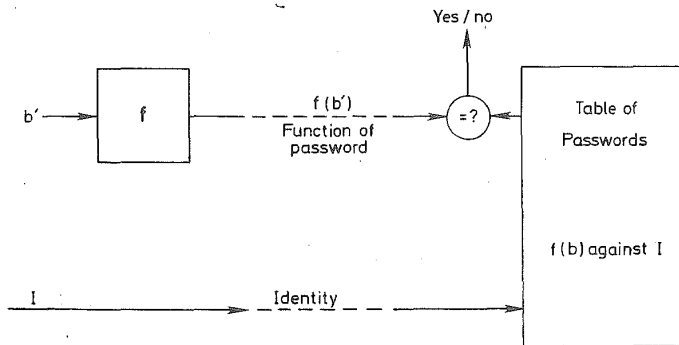 Yes / no
b′
f
f(b′)
Function of
password
=?
Table of
Passwords
f(b) against I
I
Identity